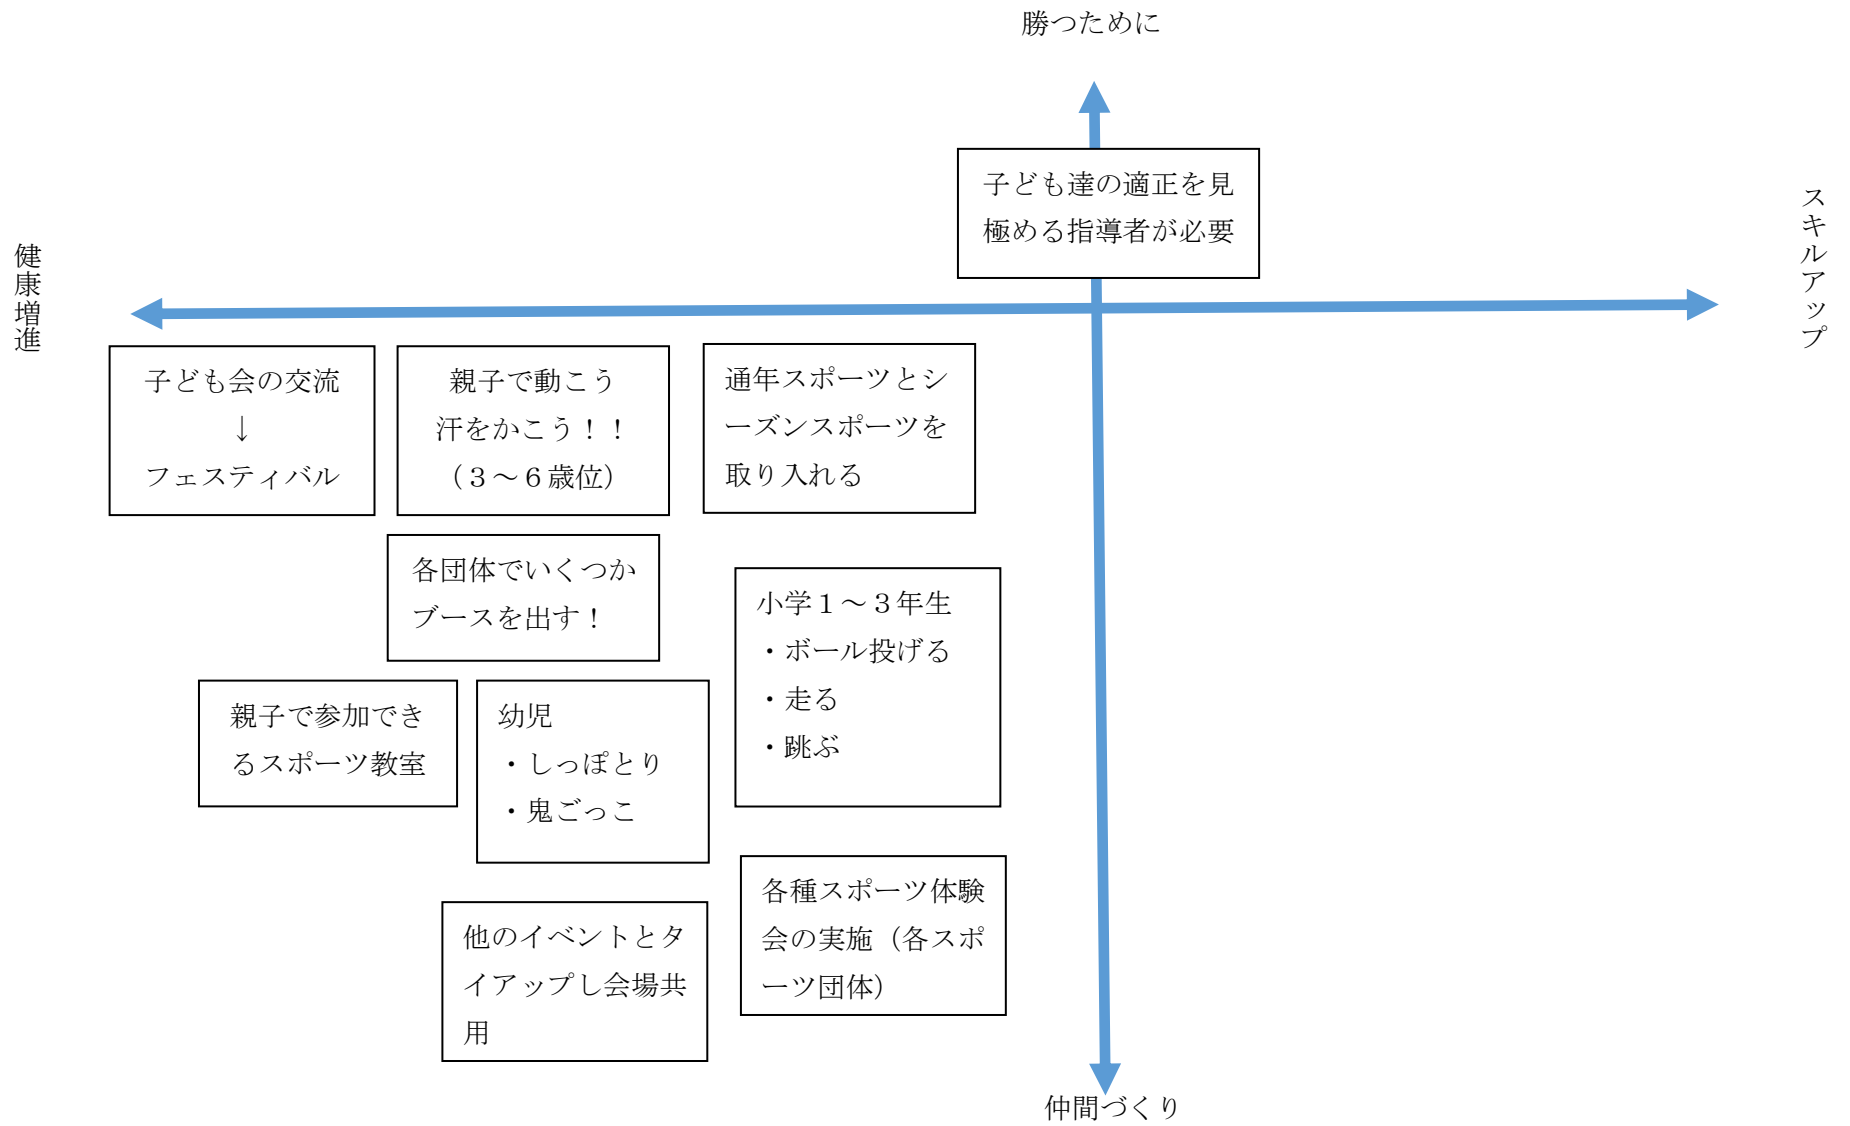 勝つために
子ども達の適正を見
極める指導者が必要
スキルアップ
健康増進
子ども会の交流
↓
フェスティバル
親子で動こう
汗をかこう！！
（３～６歳位）
通年スポーツとシ
ーズンスポーツを
取り入れる
各団体でいくつか
ブースを出す！
小学１～３年生
・ボール投げる
・走る
・跳ぶ
親子で参加でき
るスポーツ教室
幼児
・しっぽとり
・鬼ごっこ
各種スポーツ体験
会の実施（各スポ
ーツ団体）
他のイベントとタ
イアップし会場共
用
仲間づくり